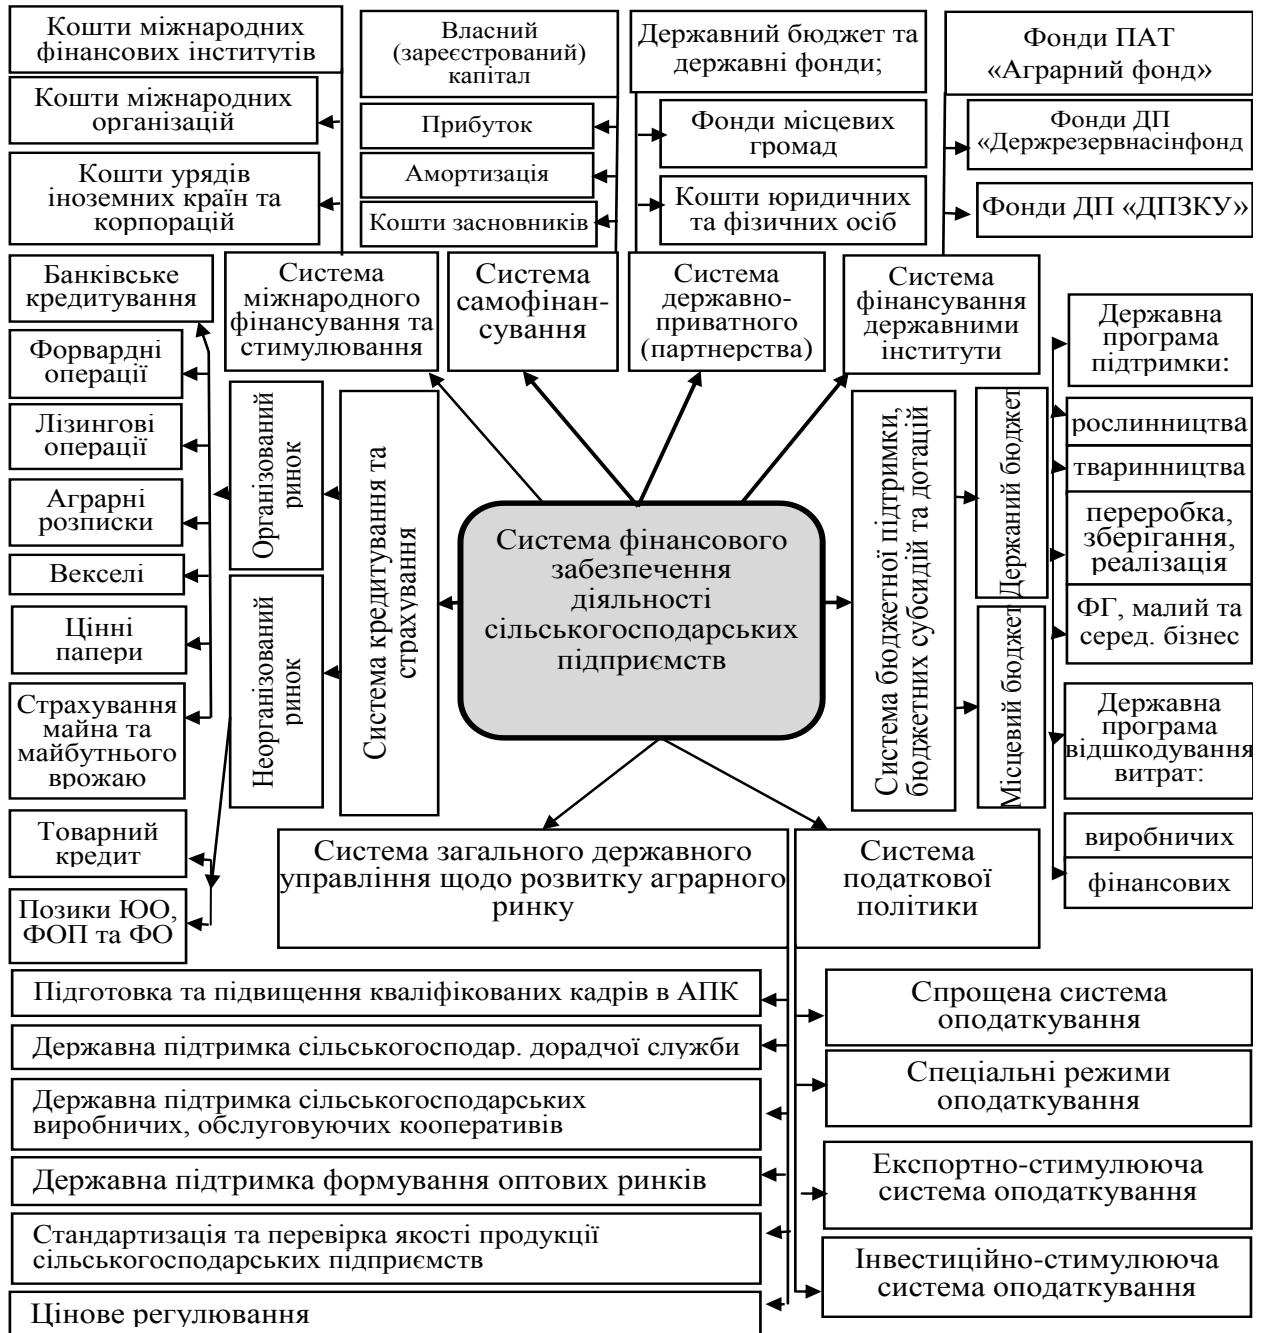 Кошти міжнародних
фінансових інститутів
Кошти міжнародних
організацій
Кошти урядів
іноземних країн та
корпорацій
Власний
(зареєстрований)
капітал
Прибуток
Амортизація
Кошти засновників
Державний бюджет та
державні фонди;
Фонди місцевих
громад
Кошти юридичних
та фізичних осіб
Фонди ПАТ
«Аграрний фонд»
Фонди ДП
«Держрезервнасінфонд
Фонди ДП «ДПЗКУ»
Система
міжнародного
фінансування та
стимулювання
Система
самофінан-
сування
Система
державно-
приватного
(партнерства)
Система
фінансування
державними
інститути
Банківське
кредитування
Форвардні
операції
Лізингові
операції
Аграрні
розписки
Векселі
Цінні
папери
Страхування
майна та
майбутнього
врожаю
Товарний
кредит
Позики ЮО,
ФОП та ФО
Організований
ринок
Неорганізований
ринок
Система кредитування та
страхування
Система фінансового
забезпечення
діяльності
сільськогосподарських
підприємств
Система бюджетної підтримки,
бюджетних субсидій та дотацій
Держаний бюджет
Місцевий бюджет
Державна
програма
підтримки:
рослинництва
тваринництва
переробка,
зберігання,
реалізація
ФГ, малий та
серед. бізнес
Державна
програма
відшкодування
витрат:
виробничих
фінансових
Система загального державного
управління щодо розвитку аграрного
ринку
Система
податкової
політики
Підготовка та підвищення кваліфікованих кадрів в АПК
Державна підтримка сільськогосподар. дорадчої служби
Державна підтримка сільськогосподарських
виробничих, обслуговуючих кооперативів
Державна підтримка формування оптових ринків
Стандартизація та перевірка якості продукції
сільськогосподарських підприємств
Цінове регулювання
Спрощена система
оподаткування
Спеціальні режими
оподаткування
Експортно-стимулююча
система оподаткування
Інвестиційно-стимулююча
система оподаткування